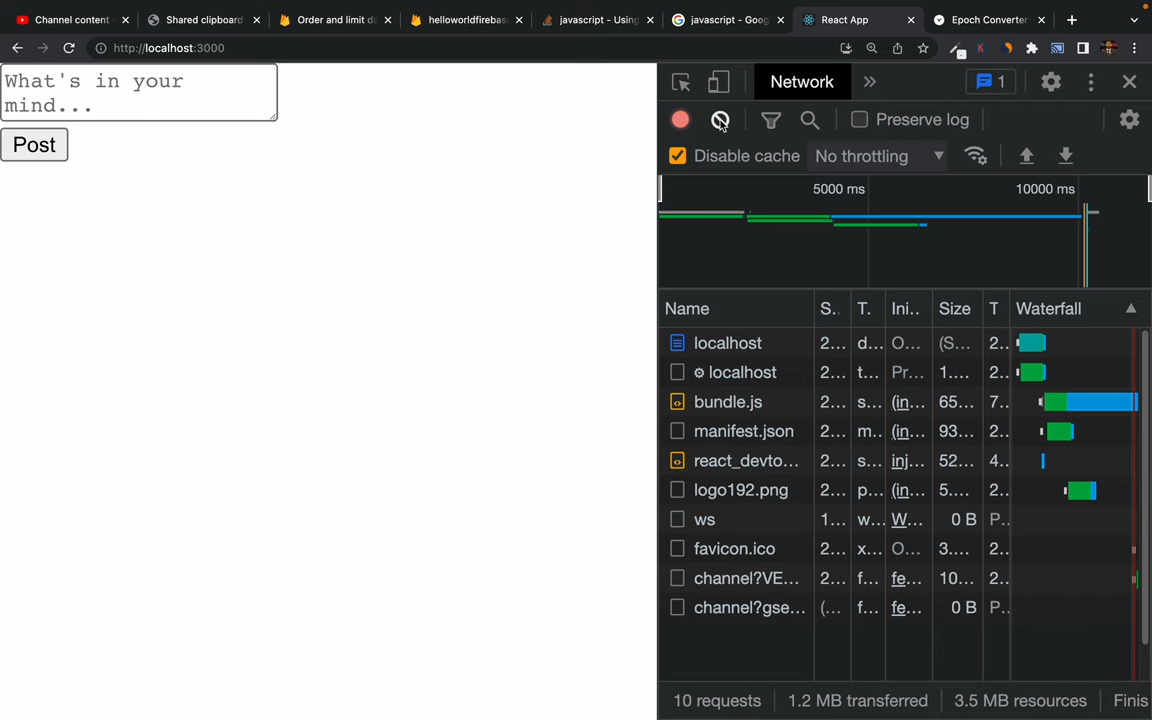 Channel content
Shared clipboard
Order and limit da
helloworldfirebas
javascript - Using
javascript - Goog
React App
Epoch Converter
http://localhost:3000
What's in your
mind...
Post
Network
1
Preserve log
Disable cache
No throttling
5000 ms
10000 ms
Name
S..
T.
Ini..
Size
T
Waterfall
localhost
2...
d...
O...
(S...
2..
localhost
2...
t...
Pr...
1....
2..
bundle.js
2...
s...
(in...
65...
7..
manifest.json
2...
m...
(in...
93...
2..
react_devto...
2...
s...
inj...
52...
4..
logo192.png
2...
p...
(in...
5....
2..
ws
1...
w...
W...
0 B
P..
favicon.ico
2...
x...
O...
3....
2..
channel?VE...
2...
f...
fe...
10...
2..
channel?gse...
(...
f...
fe...
0 B
P..
10 requests
1.2 MB transferred
3.5 MB resources
Finis